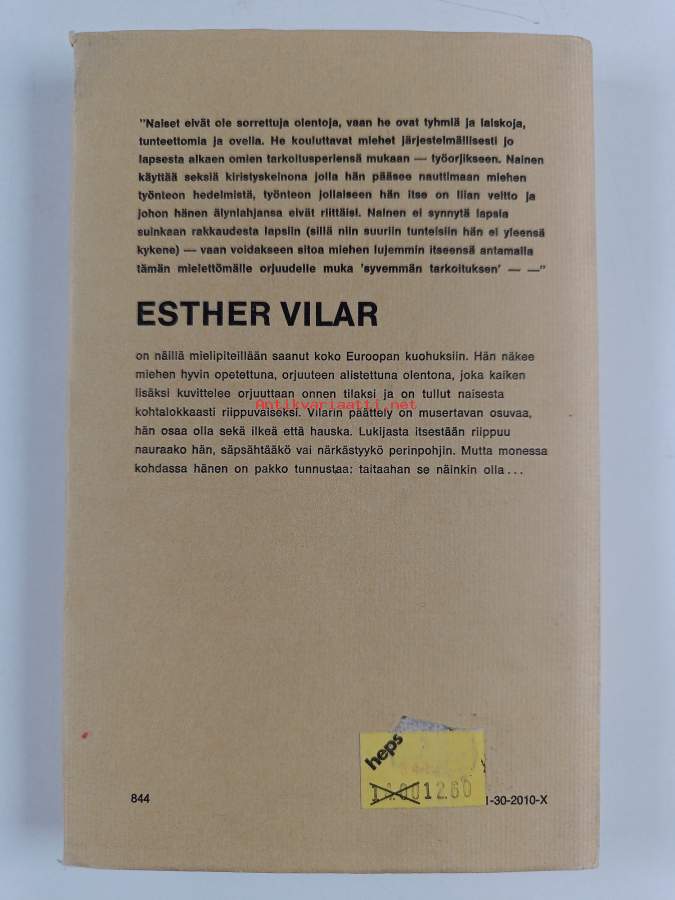 "Naiset eivät ole sorrettuja olentoja, vaan he ovat tyhmiä ja laiskoja,
tunteettomia ja ovelia. He kouluttavat miehet järjestelmällisesti jo
lapsesta alkaen omien tarkoitusperiensä mukaan — työorjikseen. Nainen
käyttää seksiä kiristyskeinona jolla hän pääsee nauttimaan miehen
työnteon hedelmistä, työnteon jollaiseen hän itse on liian veltto ja
johon hänen älynlahjansa eivät riittäisi. Nainen ei synnytä lapsia
suinkaan rakkaudesta lapsiin (sillä niin suuriin tunteisiin hän ei yleensä
kykene) — vaan voidakseen sitoa miehen lujemmin itseensä antamalla
tämän mielettömälle orjuudelle muka 'syvemmän tarkoituksen' — —"
ESTHER VILAR
on näillä mielipiteillään saanut koko Euroopan kuohuksiin. Hän näkee
miehen hyvin opetettuna, orjuuteen alistettuna olentona, joka kaiken
lisäksi kuvittelee orjuuttaan onnen tilaksi ja on tullut naisesta
Antikvariaatti.net
kohtalokkaasti riippuvaiseksi. Vilarin päättely on musertavan osuvaa,
hän osaa olla sekä ilkeä että hauska. Lukijasta itsestään riippuu
nauraako hän, säpsähtääkö vai närkästyykö perinpohjin. Mutta monessa
kohdassa hänen on pakko tunnustaa: taitaahan se näinkin olla...
heps
1260
844
1-30-2010-X